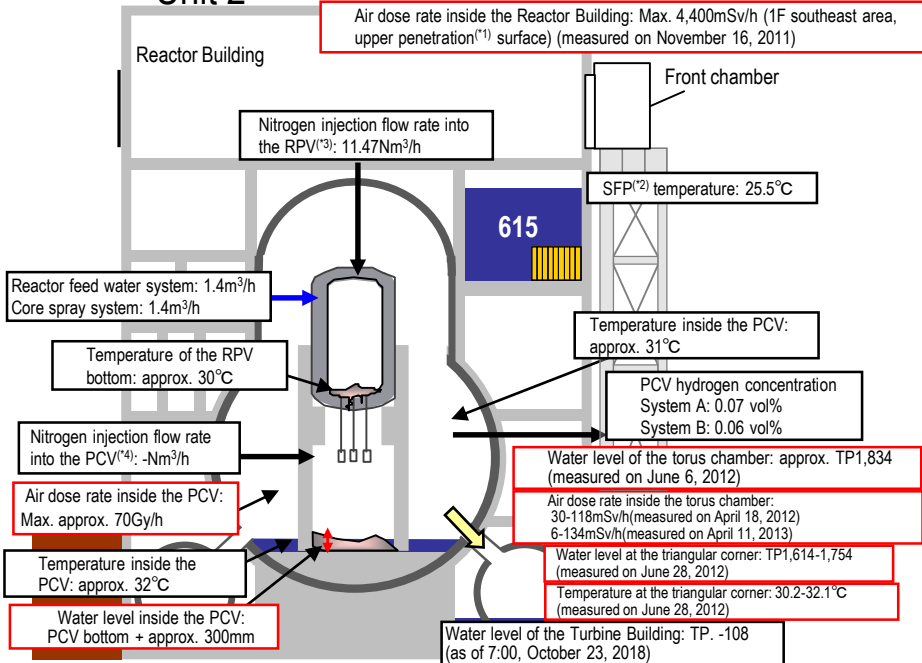 Unit 2
Air dose rate inside the Reactor Building: Max. 4,400mSv/h (1F southeast area,
upper penetration(*1) surface) (measured on November 16, 2011)
Reactor Building
Front chamber
Nitrogen injection flow rate into
the RPV(*3): 11.47Nm3/h
SFP(*2) temperature: 25.5℃
615
Reactor feed water system: 1.4m3/h
Core spray system: 1.4m3/h
Temperature inside the PCV:
approx. 31℃
Temperature of the RPV
bottom: approx. 30℃
PCV hydrogen concentration
System A: 0.07 vol%
System B: 0.06 vol%
Nitrogen injection flow rate
into the PCV(*4): -Nm3/h
Water level of the torus chamber: approx. TP1,834
(measured on June 6, 2012)
Air dose rate inside the PCV:
Max. approx. 70Gy/h
Air dose rate inside the torus chamber:
30-118mSv/h(measured on April 18, 2012)
6-134mSv/h(measured on April 11, 2013)
Water level at the triangular corner: TP1,614-1,754
(measured on June 28, 2012)
Temperature inside the
PCV: approx. 32℃
Temperature at the triangular corner: 30.2-32.1℃
(measured on June 28, 2012)
Water level inside the PCV:
PCV bottom + approx. 300mm
Water level of the Turbine Building: TP. -108
(as of 7:00, October 23, 2018)